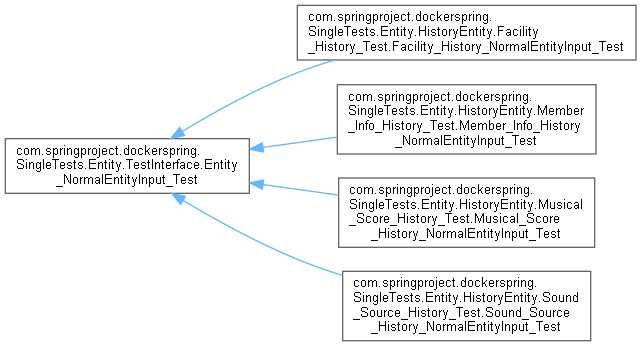 com.springproject.dockerspring.
SingleTests.Entity.HistoryEntity.Facility
_History_Test.Facility_History_NormalEntityInput_Test
com.springproject.dockerspring.
SingleTests.Entity.HistoryEntity.Member
_Info_History_Test.Member_Info_History
_NormalEntityInput_Test
com.springproject.dockerspring.
SingleTests.Entity.TestInterface.Entity
_NormalEntityInput_Test
com.springproject.dockerspring.
SingleTests.Entity.HistoryEntity.Musical
_Score_History_Test.Musical_Score
_History_NormalEntityInput_Test
com.springproject.dockerspring.
SingleTests.Entity.HistoryEntity.Sound
_Source_History_Test.Sound_Source
_History_NormalEntityInput_Test